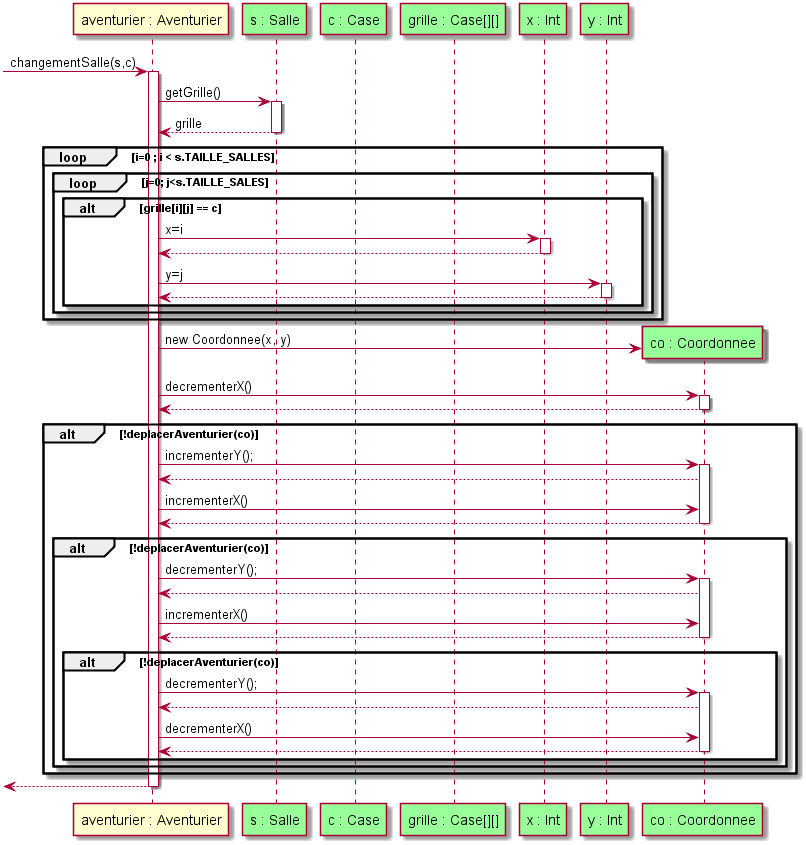 aventurier : Aventurier
s : Salle
c : Case
grille : Case[][]
x : Int
y : Int
changementSalle(s,c)
getGrille()
grille
loop [i=0 ; i < s.TAILLE_SALLES]
loop [j=0; j<s.TAILLE_SALES]
alt [grille[i][j] == c]
x=i
y=j
new Coordonnee(x, y)
co : Coordonnee
decrementerX()
alt [!deplacerAventurier(co)]
incrementerY();
incrementerX()
alt [!deplacerAventurier(co)]
decrementerY();
incrementerX()
alt [!deplacerAventurier(co)]
decrementerY();
decrementerX()
aventurier : Aventurier
s : Salle
c : Case
grille : Case[][]
x : Int
y : Int
co : Coordonnee